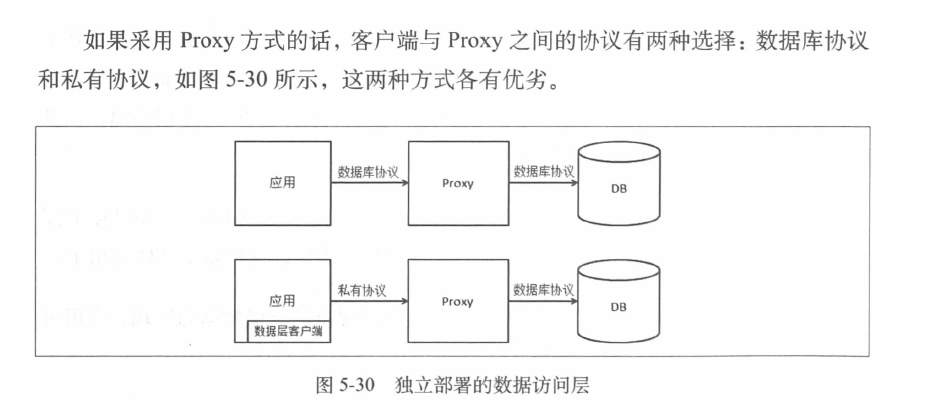 如果采用 Proxy 方式的话，客户端与 Proxy 之间的协议有两种选择：数据库协议
和私有协议，如图 5-30 所示，这两种方式各有优劣。
应用 数据库协议 Proxy 数据库协议 DB
应用 私有协议 Proxy 数据库协议 DB
数据层客户端
图 5-30 独立部署的数据访问层